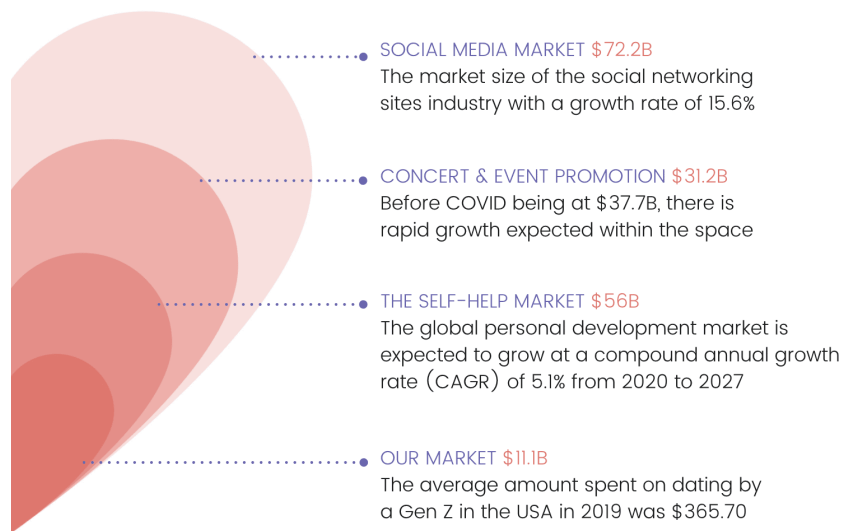 SOCIAL MEDIA MARKET $72.2B
The market size of the social networking
sites industry with a growth rate of 15.6%
CONCERT & EVENT PROMOTION $31.2B
Before COVID being at $37.7B, there is
rapid growth expected within the space
THE SELF-HELP MARKET $56B
The global personal development market is
expected to grow at a compound annual growth
rate (CAGR) of 5.1% from 2020 to 2027
OUR MARKET $11.1B
The average amount spent on dating by
a Gen Z in the USA in 2019 was $365.70